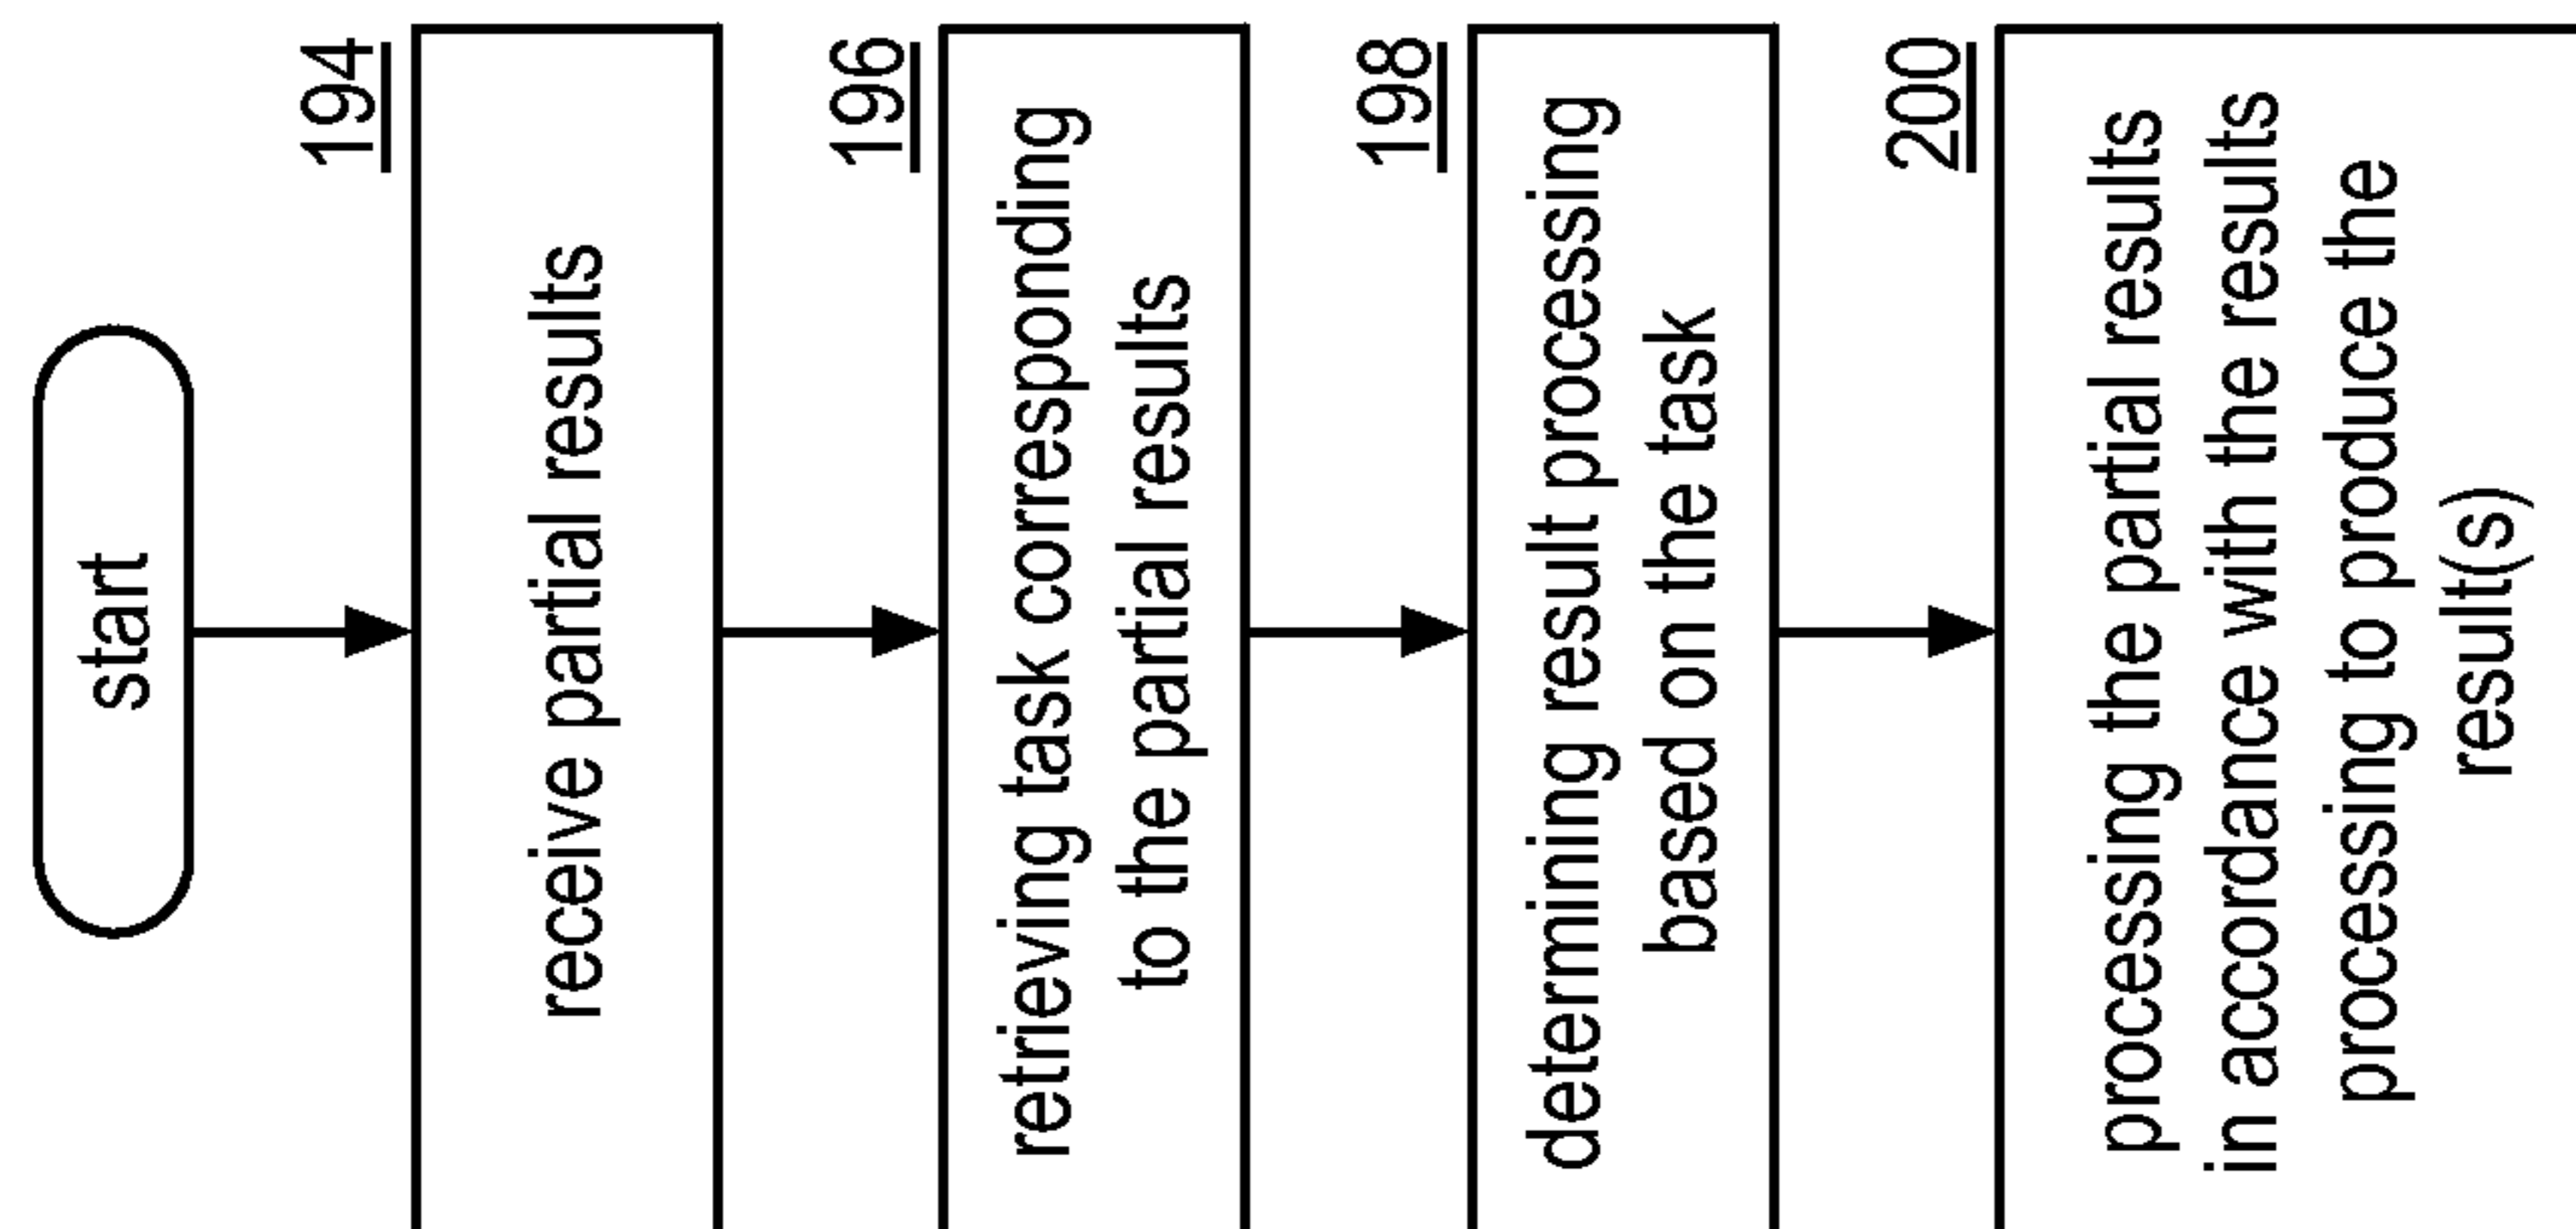 start
194
receive partial results
196
retrieving task corresponding
to the partial results
198
determining result processing
based on the task
200
processing the partial results
in accordance with the results
processing to produce the
result(s)